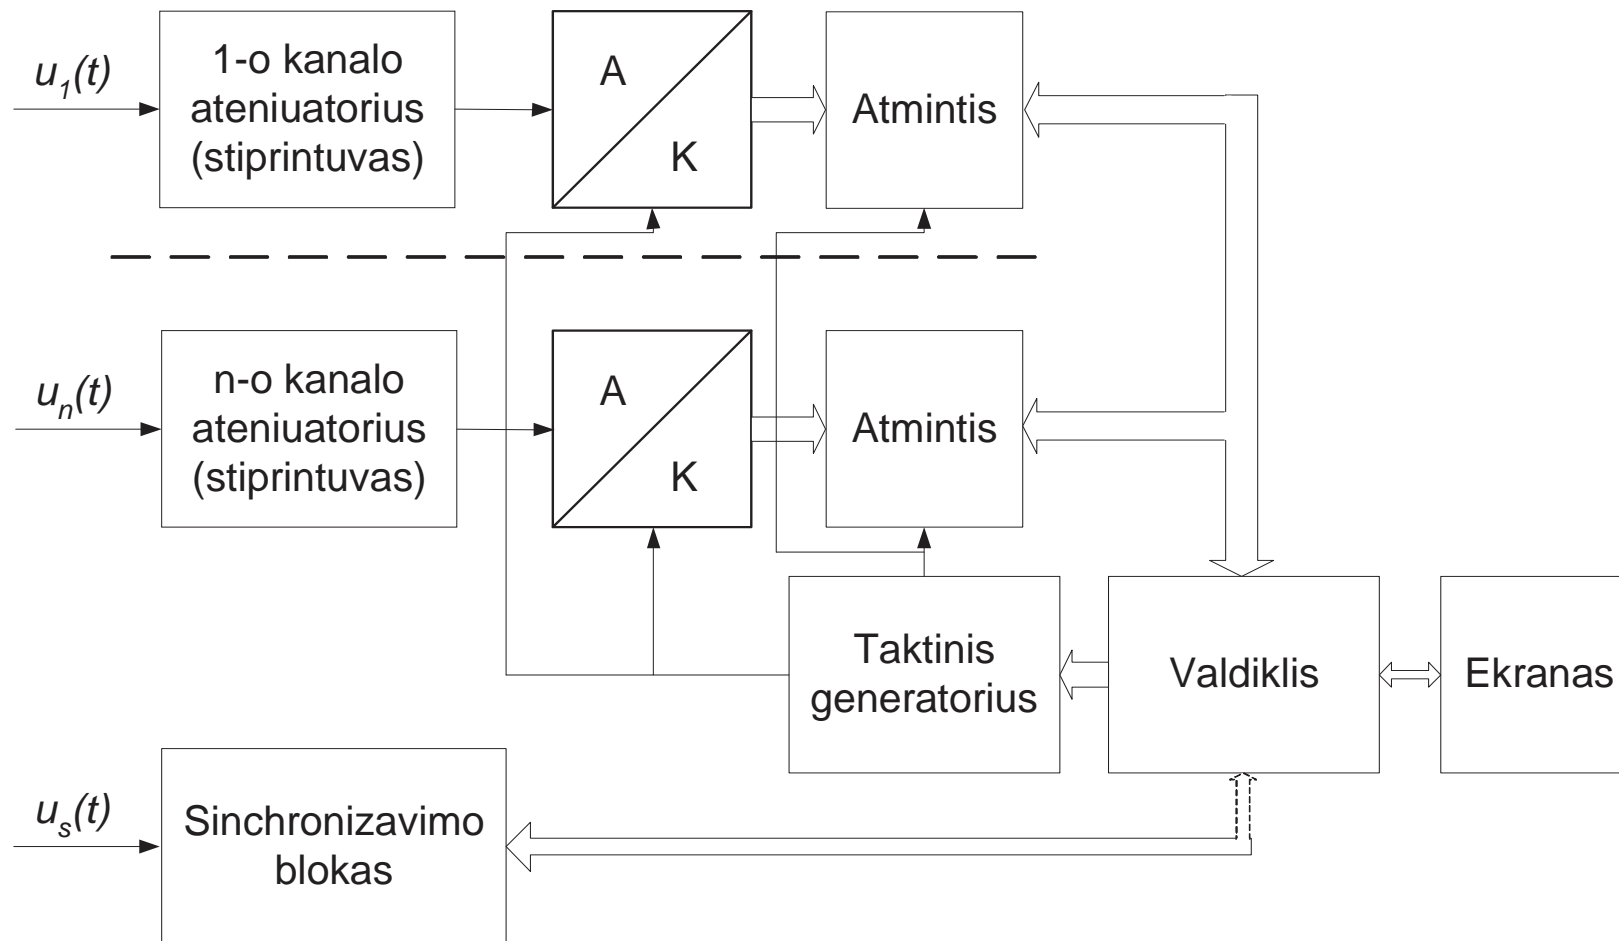 u1(t)
1-o kanalo
ateniuatorius
(stiprintuvas)
A
K
Atmintis
un(t)
n-o kanalo
ateniuatorius
(stiprintuvas)
A
K
Atmintis
Taktinis
generatorius
Valdiklis
Ekranas
us(t)
Sinchronizavimo
blokas